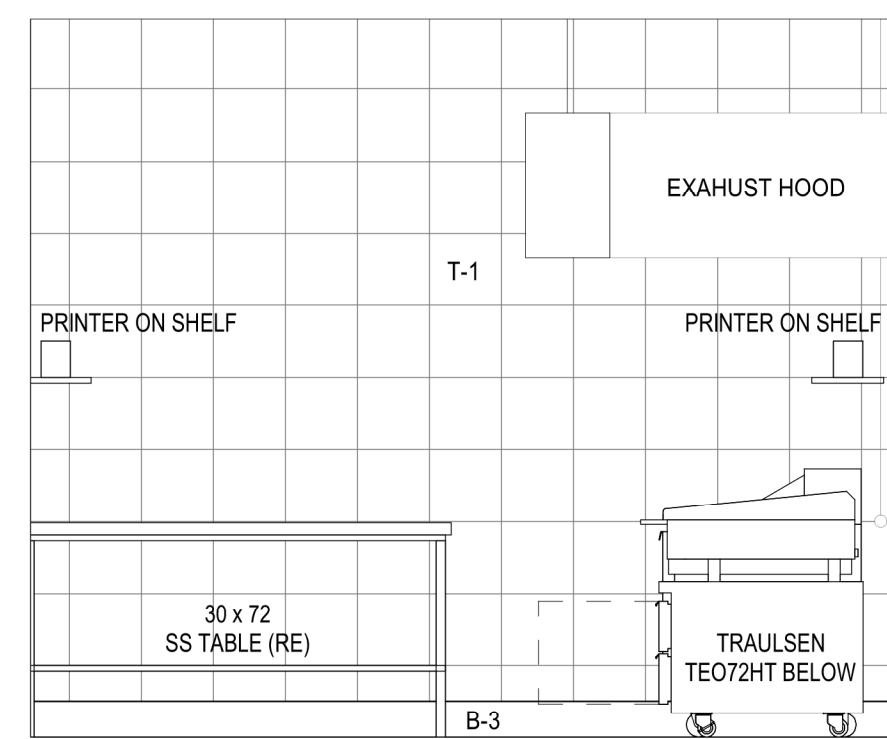 EXAHUST HOOD
T-1
PRINTER ON SHELF
PRINTER ON SHELF
30 x 72
SS TABLE (RE)
TRAULSEN
TEO72HT BELOW
B-3